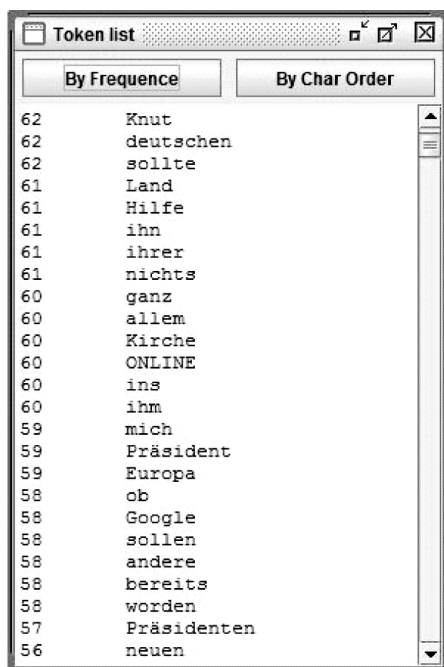 Token list
By Frequence By Char Order
62 Knut
62 deutschen
62 sollte
61 Land
61 Hilfe
61 ihn
61 ihrer
61 nichts
60 ganz
60 allem
60 Kirche
60 ONLINE
60 ins
60 ihm
59 mich
59 Präsident
59 Europa
58 ob
58 Google
58 sollen
58 andere
58 bereits
58 worden
57 Präsidenten
56 neuen